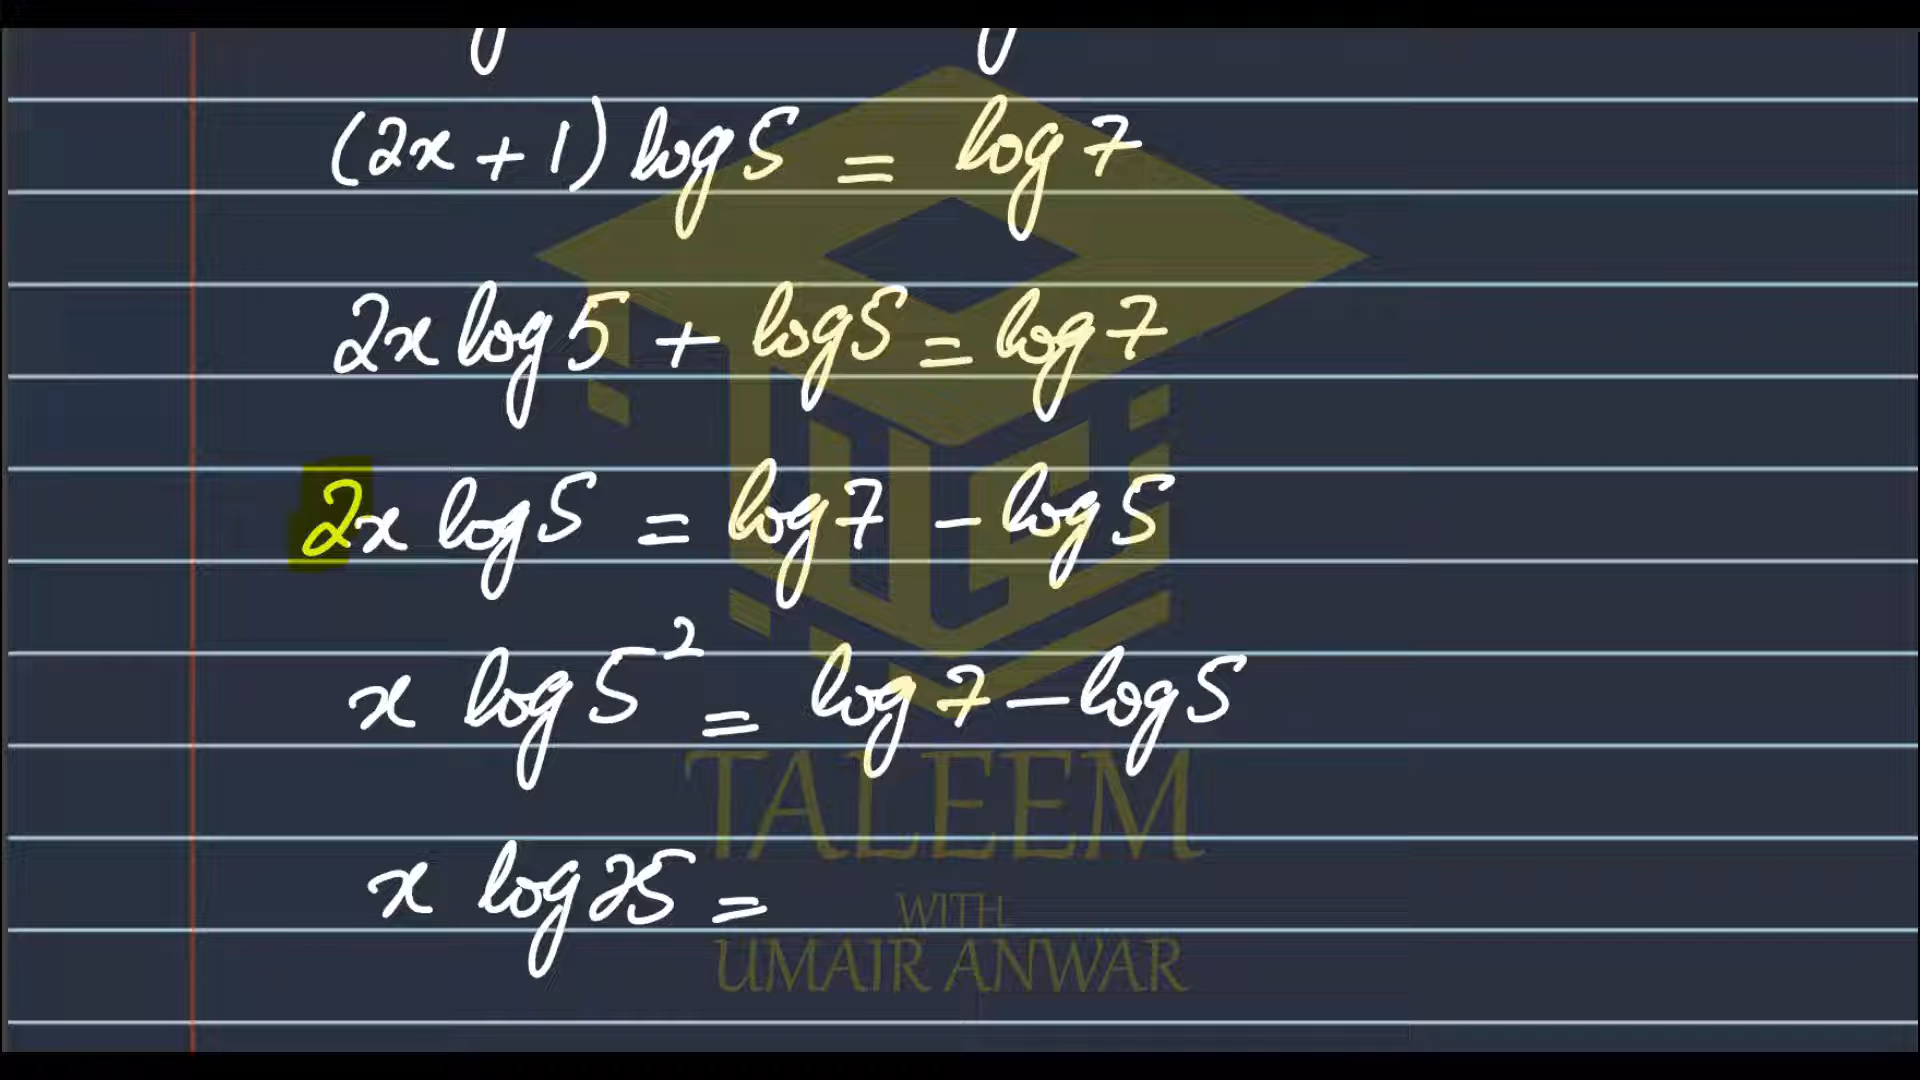 (2x + 1) log 5 = log 7
2x log 5 + log 5 = log 7
2x log 5 = log 7 - log 5
x log 5² = log 7 - log 5
x log 25 =
TALEEM
WITH
UMAIR ANWAR